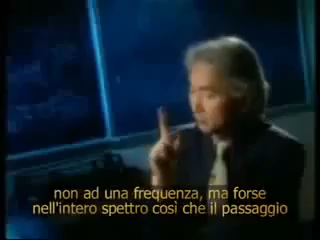 non ad una frequenza, ma forse
nell'intero spettro così che il passaggio